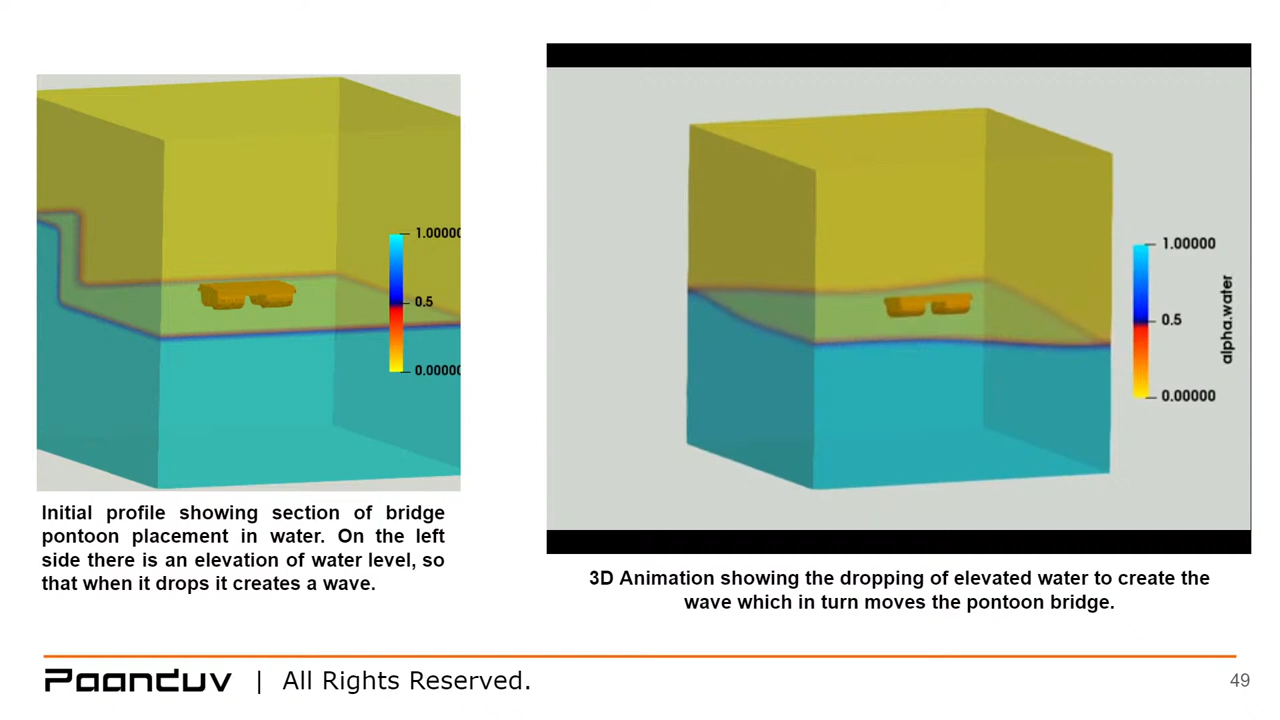 1.00000
0.5
0.00000
1.00000
0.5
0.00000
alpha.water
Initial profile showing section of bridge
pontoon placement in water. On the left
side there is an elevation of water level, so
that when it drops it creates a wave.
3D Animation showing the dropping of elevated water to create the
wave which in turn moves the pontoon bridge.
Paanduv | All Rights Reserved.
49